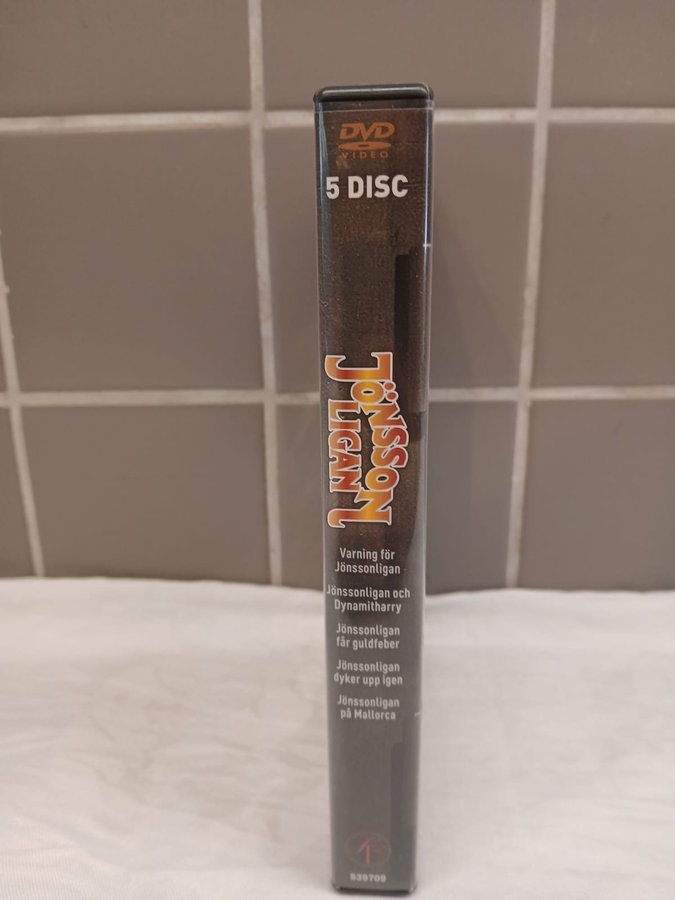 DVD
VIDEO
5 DISC
JÖNSSON
LIGAN
Varning för
Jönssonligan
Jönssonligan och
Dynamitharry
Jönssonligan
får guldfeber
Jönssonligan
dyker upp igen
Jönssonligan
på Mallorca
539709